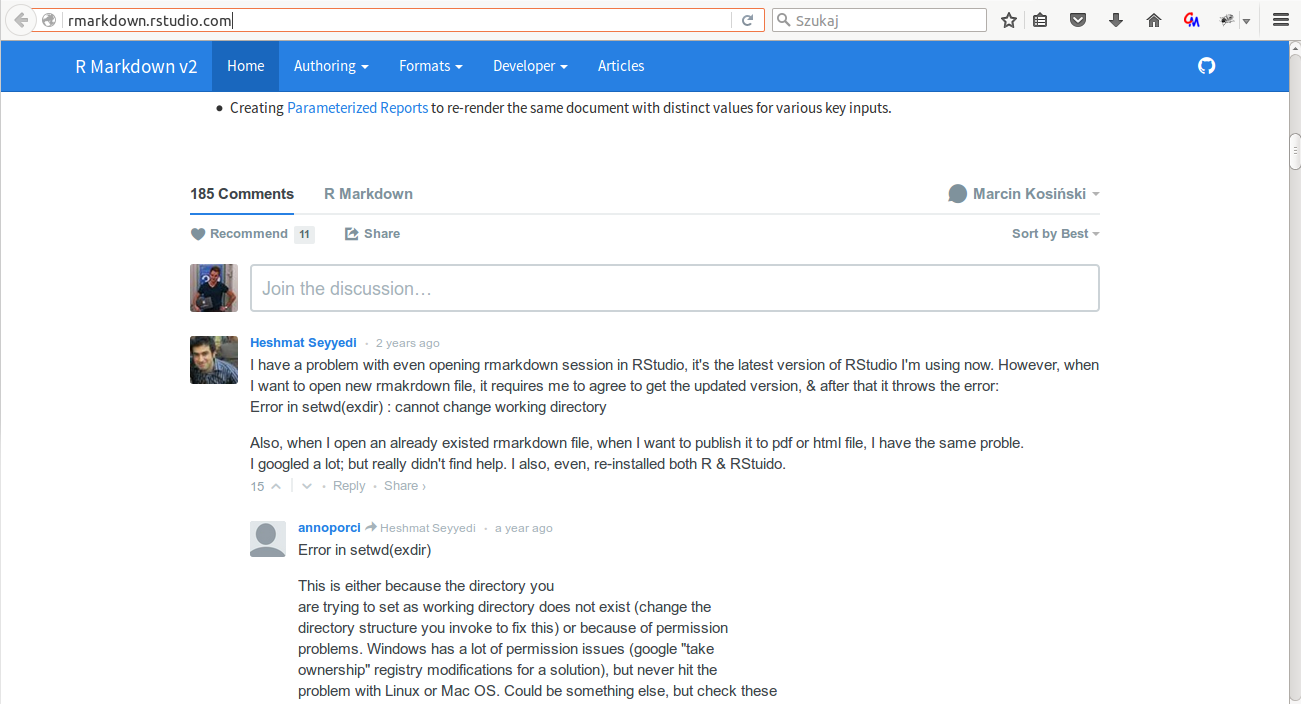 rmarkdown.rstudio.com
Szukaj
R Markdown v2 Home Authoring Formats Developer Articles
• Creating Parameterized Reports to re-render the same document with distinct values for various key inputs.
185 Comments R Markdown Marcin Kosiński
Recommend 11 Share Sort by Best
Join the discussion…
Heshmat Seyyedi • 2 years ago
I have a problem with even opening rmarkdown session in RStudio, it's the latest version of RStudio I'm using now. However, when
I want to open new rmakrdown file, it requires me to agree to get the updated version, & after that it throws the error:
Error in setwd(exdir) : cannot change working directory
Also, when I open an already existed rmarkdown file, when I want to publish it to pdf or html file, I have the same proble.
I googled a lot; but really didn't find help. I also, even, re-installed both R & RStuido.
15 • Reply • Share ›
annoporci Heshmat Seyyedi • a year ago
Error in setwd(exdir)
This is either because the directory you
are trying to set as working directory does not exist (change the
directory structure you invoke to fix this) or because of permission
problems. Windows has a lot of permission issues (google "take
ownership" registry modifications for a solution), but never hit the
problem with Linux or Mac OS. Could be something else, but check these